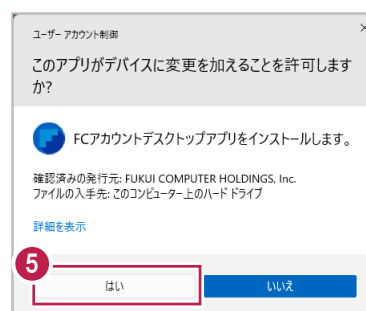 ユーザー アカウント制御
×
このアプリがデバイスに変更を加えることを許可します
か?
FCアカウントデスクトップアプリをインストールします。
確認済みの発行元: FUKUI COMPUTER HOLDINGS, Inc.
ファイルの入手先: このコンピューター上のハード ドライブ
詳細を表示
5
はい
いいえ